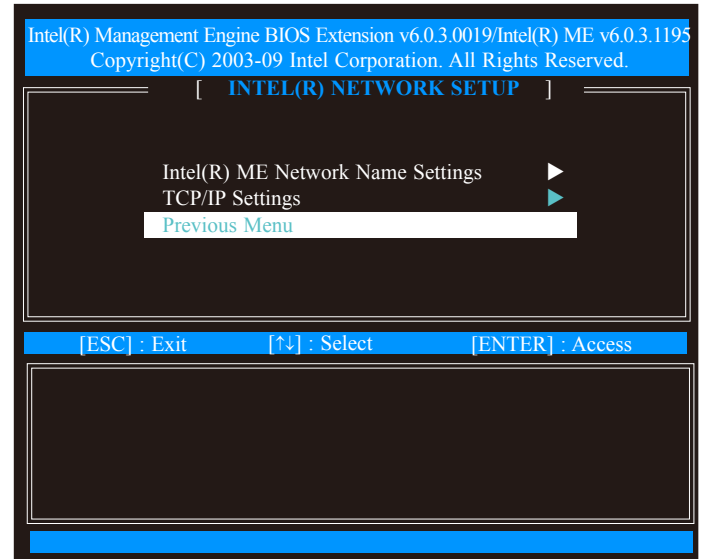 Intel(R) Management Engine BIOS Extension v6.0.3.0019/Intel(R) ME v6.0.3.1195
Copyright(C) 2003-09 Intel Corporation. All Rights Reserved.
[ INTEL(R) NETWORK SETUP ]
Intel(R) ME Network Name Settings ▶
TCP/IP Settings ▶
Previous Menu
[ESC] : Exit [↑↓] : Select [ENTER] : Access